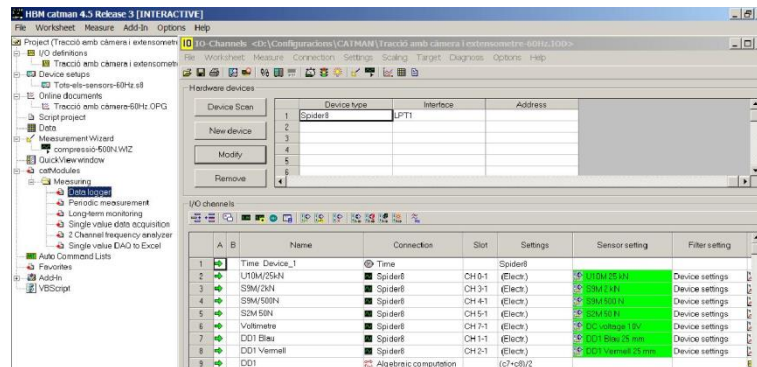 HBM catman 4.5 Release 3 [INTERACTIVE]
File Worksheet Measure Add-In Options Help
Project (Tracció amb càmera i extensometr
I/O definitions
Tracció amb càmera i extensometr
Device setups
Tots-els-sensors-60Hz.s8
Online documents
Tracció amb càmera-60Hz.OPG
Script project
Data
Measurement Wizard
compressió-500N.WIZ
QuickView window
catModules
Measuring
Data logger
Periodic measurement
Long-term monitoring
Single value data acquisition
2 Channel frequency analyzer
Single value DAQ to Excel
Auto Command Lists
Favorites
Add-In
VBScript
IO-Channels <D:\Configuracions\CATMAN\Tracció amb càmera i extensometre-60Hz.IOD>
File Worksheet Measure Connection Settings Scaling Target Diagnosis Options Help
Hardware devices
Device Scan
New device
Modify
Remove
Device type Interface Address
1 Spider8 LPT1
2
3
4
5
6
I/O channels
A B Name Connection Slot Settings Sensor setting Filter setting
1 Time Device_1 Time Spider8
2 U10M/25kN Spider8 CH 0-1 (Electr.) U10M 25 kN Device settings
3 S9M/2kN Spider8 CH 3-1 (Electr.) S9M 2 kN Device settings
4 S9M/500N Spider8 CH 4-1 (Electr.) S9M 500 N Device settings
5 S2M 50N Spider8 CH 5-1 (Electr.) S2M 50 N Device settings
6 Voltimetre Spider8 CH 7-1 (Electr.) DC voltage 10V Device settings
7 DD1 Blau Spider8 CH 1-1 (Electr.) DD1 Blau 25 mm Device settings
8 DD1 Vermell Spider8 CH 2-1 (Electr.) DD1 Vermell 25 mm Device settings
9 DD1 Algebraic computation (c7+c8)/2